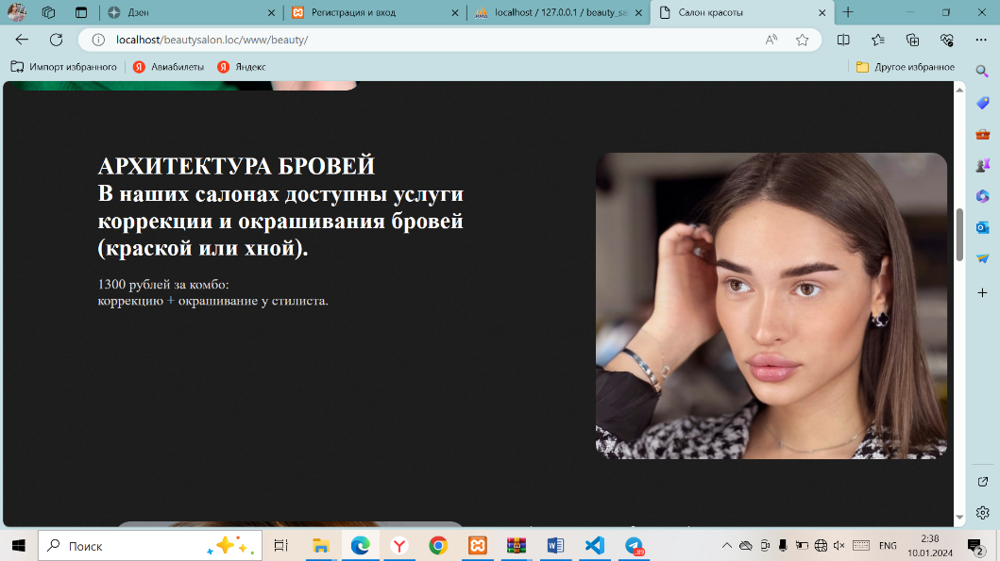 Дзен
Регистрация и вход
localhost / 127.0.0.1 / beauty_sa
Салон красоты
localhost/beautysalon.loc/www/beauty/
Импорт избранного
Авиабилеты
Яндекс
Другое избранное
АРХИТЕКТУРА БРОВЕЙ
В наших салонах доступны услуги
коррекции и окрашивания бровей
(краской или хной).
1300 рублей за комбо:
коррекцию + окрашивание у стилиста.
Поиск
89
ENG
2:38
10.01.2024
2